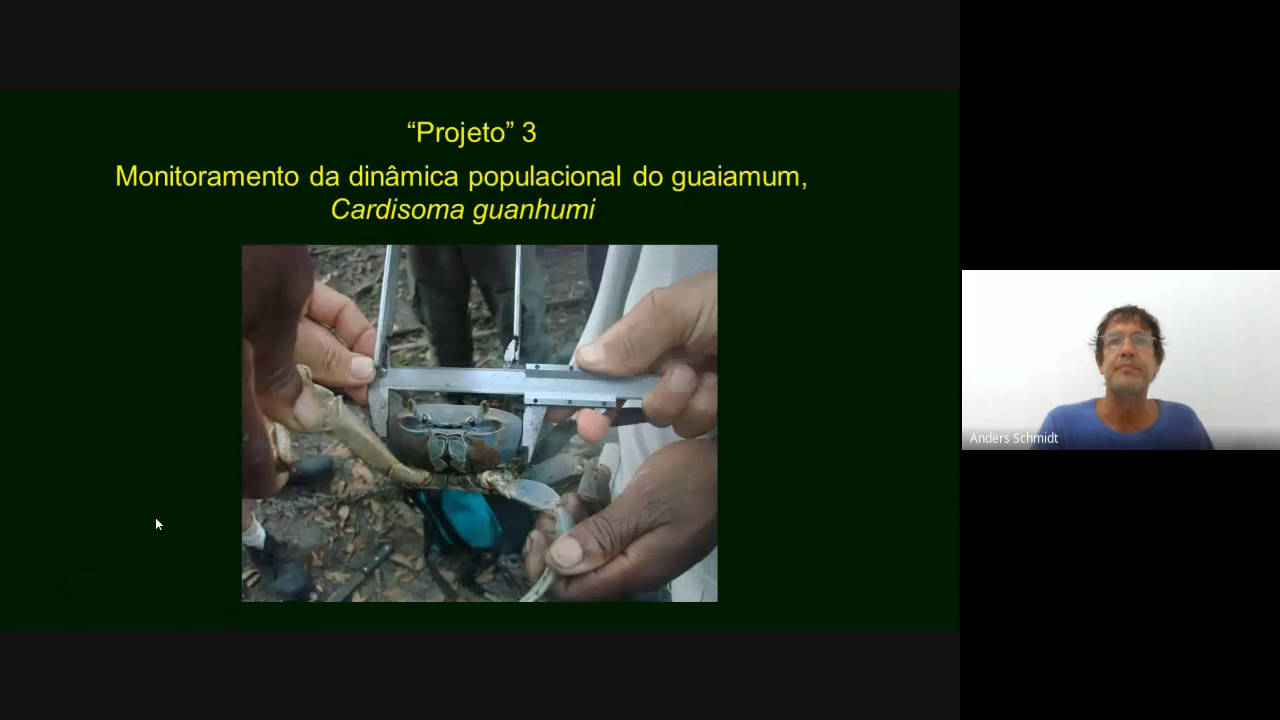 “Projeto” 3
Monitoramento da dinâmica populacional do guaiamum,
Cardisoma guanhumi
Anders Schmidt